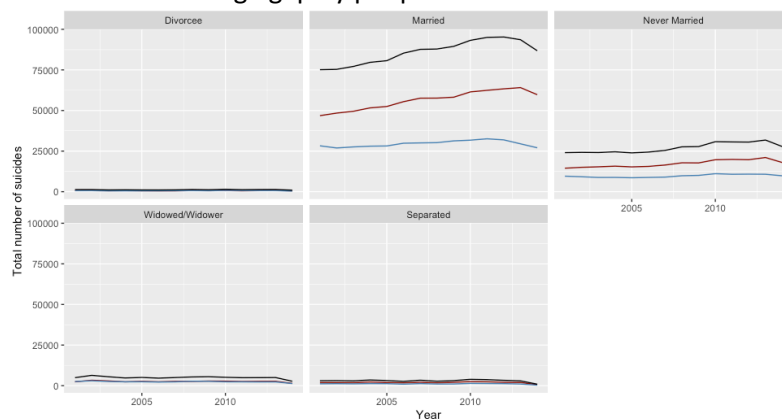 Divorcee
Married
Never Married
100000
75000
50000
25000
0
2005
2010
Widowed/Widower
Separated
100000
75000
50000
25000
0
2005
2010
2005
2010
Total number of suicides
Year